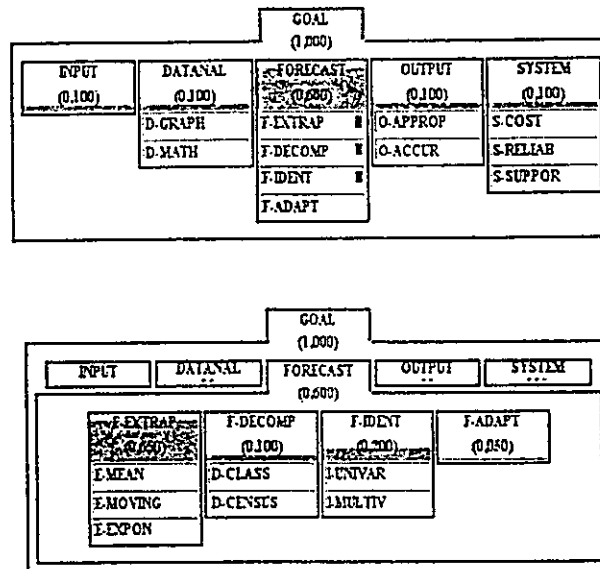 GOAL
(1,000)
INPUT DATANAL FORECAST OUTPUT SYSTEM
(0,100) (0,100) (0,600) (0,100) (0,100)
D-GRAPH F-EXTRAP O-APPROP S-COST
D-MATH F-DECOMP O-ACCUR S-RELIAB
F-IDENT S-SUPPOR
F-ADAPT
GOAL
(1,000)
INPUT DATANAL FORECAST OUTPUT SYSTEM
(0,600)
F-EXTRAP F-DECOMP F-IDENT F-ADAPT
(0,100) (0,200) (0,050)
E-MEAN D-CLASS I-UNIVAR
E-MOVING D-CENSUS I-MULTIV
E-EXPON